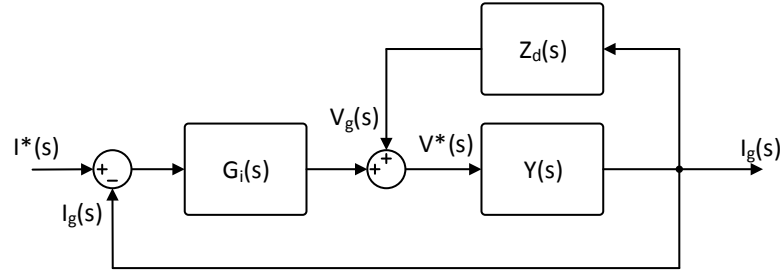 Z_d(s)
V_g(s)
I*(s)
+
−
G_i(s)
+
+
V*(s)
Y(s)
I_g(s)
I_g(s)